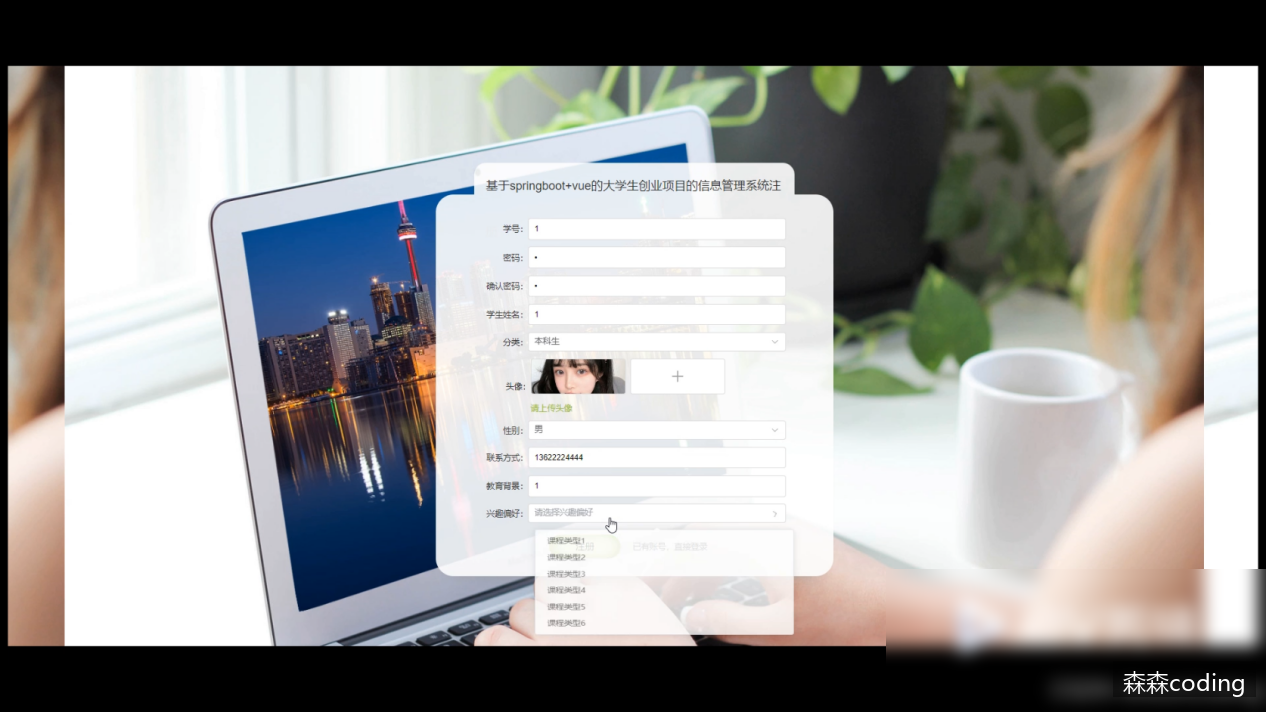 基于springboot+vue的大学生创业项目的信息管理系统注
学号： 1
密码： •
确认密码： •
学生姓名： 1
分类： 本科生
头像： +
请上传头像
性别： 男
联系方式： 13622224444
教育背景： 1
兴趣偏好： 请选择兴趣偏好
注册 已有账号，直接登录
课程类型1
课程类型2
课程类型3
课程类型4
课程类型5
课程类型6
森森coding